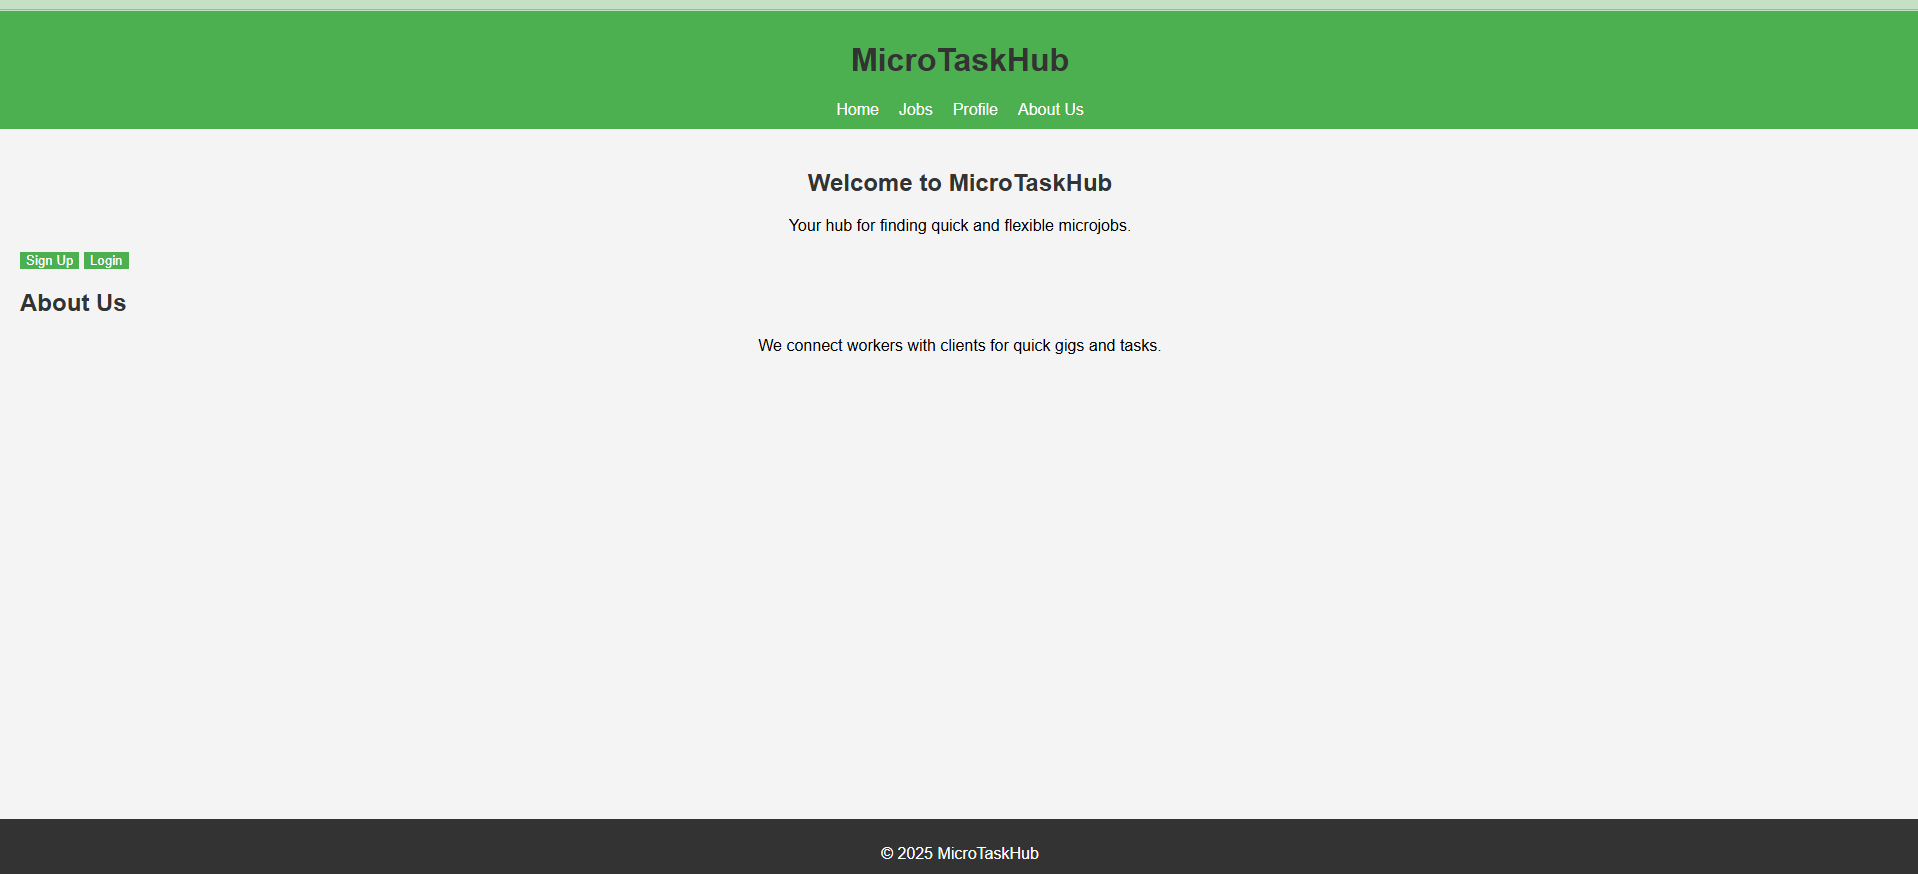 MicroTaskHub
Home Jobs Profile About Us
Welcome to MicroTaskHub
Your hub for finding quick and flexible microjobs.
Sign Up Login
About Us
We connect workers with clients for quick gigs and tasks.
© 2025 MicroTaskHub